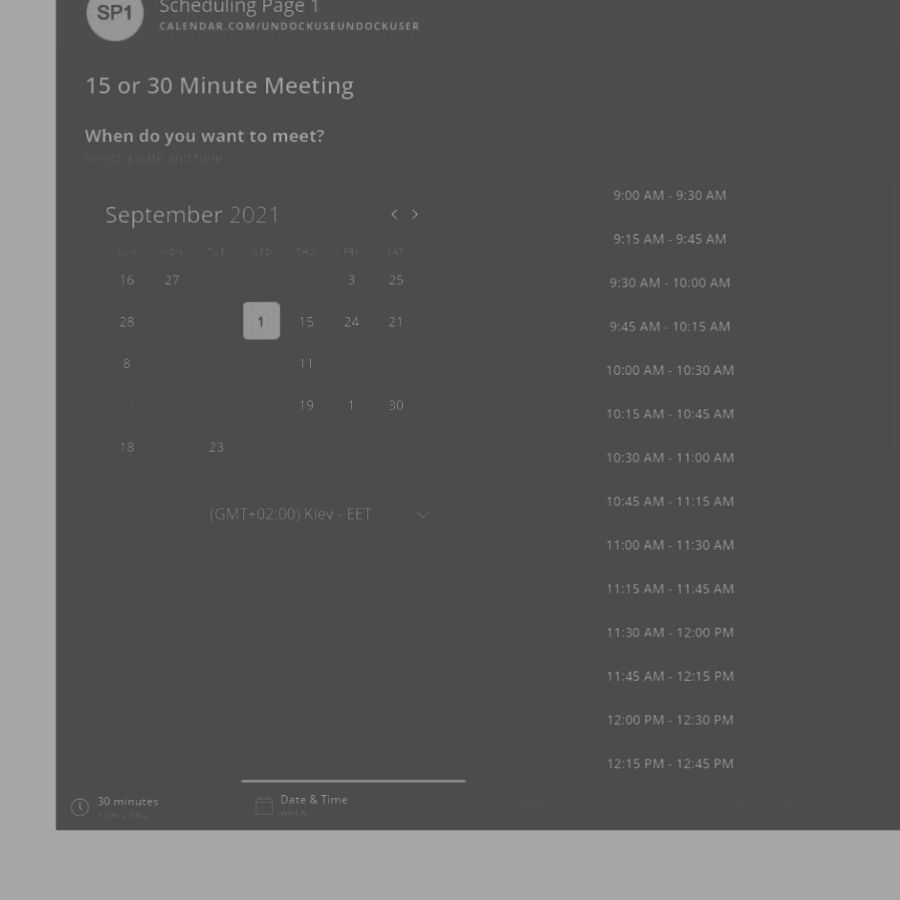 SP1
Scheduling Page 1
CALENDAR.COM/UNDOCKUSEUNDOCKUSER
15 or 30 Minute Meeting
When do you want to meet?
Select a date and time
September 2021
SUN MON TUE WED THU FRI SAT
16 27 3 25
28 1 15 24 21
8 11
19 1 30
18 23
(GMT+02:00) Kiev - EET
9:00 AM - 9:30 AM
9:15 AM - 9:45 AM
9:30 AM - 10:00 AM
9:45 AM - 10:15 AM
10:00 AM - 10:30 AM
10:15 AM - 10:45 AM
10:30 AM - 11:00 AM
10:45 AM - 11:15 AM
11:00 AM - 11:30 AM
11:15 AM - 11:45 AM
11:30 AM - 12:00 PM
11:45 AM - 12:15 PM
12:00 PM - 12:30 PM
12:15 PM - 12:45 PM
30 minutes
HOW LONG
Date & Time
WHEN